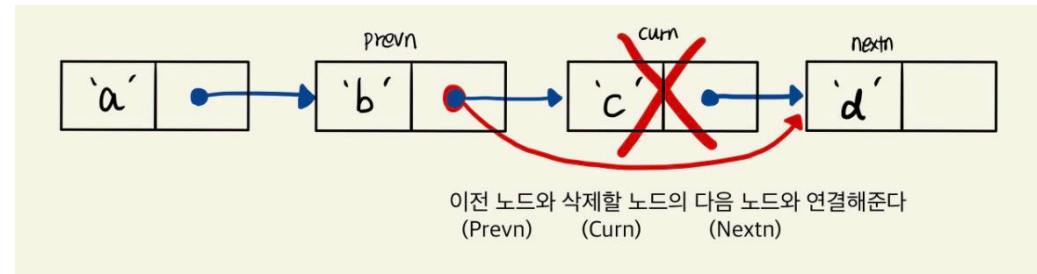 prevn curn nextn
'a' 'b' 'c' 'd'
이전 노드와 삭제할 노드의 다음 노드와 연결해준다
(Prevn) (Curn) (Nextn)